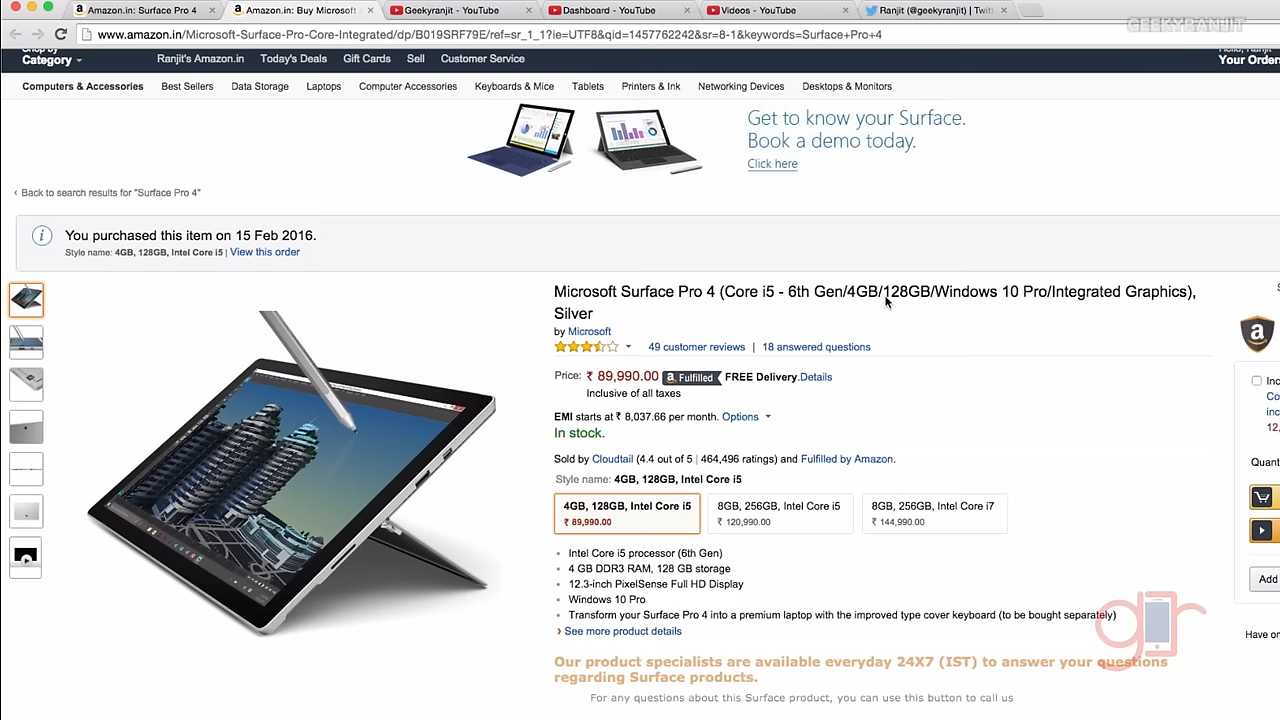 Amazon.in: Surface Pro 4
Amazon.in: Buy Microsoft
Geekyranjit - YouTube
Dashboard - YouTube
Videos - YouTube
Ranjit (@geekyranjit) | Twitt
GEEKYRANJIT
www.amazon.in/Microsoft-Surface-Pro-Core-Integrated/dp/B019SHF79E/ref=sr_1_1?ie=UTF8&qid=1457762242&sr=8-1&keywords=Surface+Pro+4
Shop by
Category
Ranjit's Amazon.in Today's Deals Gift Cards Sell Customer Service
Hello, Ranjit
Your Orders
Computers & Accessories Best Sellers Data Storage Laptops Computer Accessories Keyboards & Mice Tablets Printers & Ink Networking Devices Desktops & Monitors
Get to know your Surface.
Book a demo today.
Click here
‹ Back to search results for "Surface Pro 4"
i
You purchased this item on 15 Feb 2016.
Style name: 4GB, 128GB, Intel Core i5 | View this order
Microsoft Surface Pro 4 (Core i5 - 6th Gen/4GB/128GB/Windows 10 Pro/Integrated Graphics),
Silver
by Microsoft
49 customer reviews | 18 answered questions
Price: ₹ 89,990.00 a Fulfilled FREE Delivery.Details
Inclusive of all taxes
EMI starts at ₹ 8,037.66 per month. Options
In stock.
Sold by Cloudtail (4.4 out of 5 | 464,496 ratings) and Fulfilled by Amazon.
Style name: 4GB, 128GB, Intel Core i5
4GB, 128GB, Intel Core i5
₹ 89,990.00
8GB, 256GB, Intel Core i5
₹ 120,990.00
8GB, 256GB, Intel Core i7
₹ 144,990.00
• Intel Core i5 processor (6th Gen)
• 4 GB DDR3 RAM, 128 GB storage
• 12.3-inch PixelSense Full HD Display
• Windows 10 Pro
• Transform your Surface Pro 4 into a premium laptop with the improved type cover keyboard (to be bought separately)
› See more product details
Our product specialists are available everyday 24X7 (IST) to answer your questions
regarding Surface products.
For any questions about this Surface product, you can use this button to call us
S
a
Inc
Co
inc
12,
Quant
Add
Have o
gr